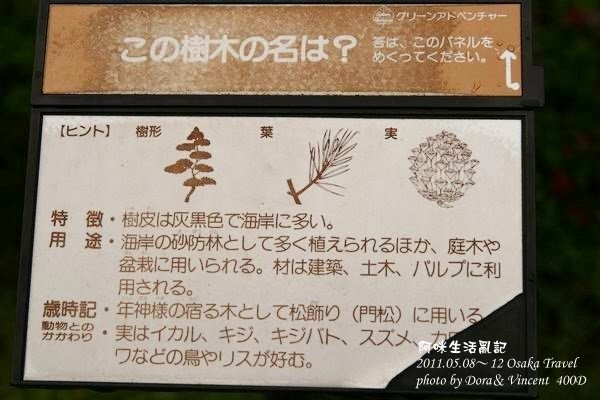 グリーンアドベンチャー
この樹木の名は?
答は、このパネルを
めくってください。
【ヒント】 樹形 葉 実
特徴・樹皮は灰黒色で海岸に多い。
用途・海岸の砂防林として多く植えられるほか、庭木や
盆栽に用いられる。材は建築、土木、パルプに利
用される。
歳時記・年神様の宿る木として松飾り(門松)に用いる
動物との
かかわり・実はイカル、キジ、キジバト、スズメ、カワ
ワなどの鳥やリスが好む。
阿咪生活亂記
2011.05.08～12 Osaka Travel
photo by Dora& Vincent 400D